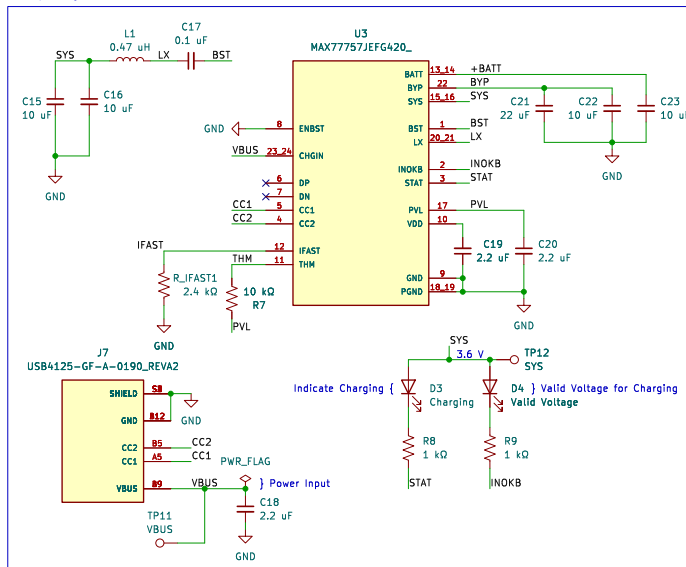 U3
MAX77757JEFG420_
L1
0.47 uH
C17
0.1 uF
SYS
LX
BST
C15
10 uF
C16
10 uF
GND
GND
8
ENBST
VBUS
23_24
CHGIN
6
DP
7
DN
CC1
5
CC1
CC2
4
CC2
IFAST
12
IFAST
THM
11
THM
R_IFAST1
2.4 kΩ
10 kΩ
R7
GND
PVL
BATT
13_14
+BATT
BYP
22
BYP
SYS
15_16
SYS
BST
1
BST
LX
20_21
LX
INOKB
2
INOKB
STAT
3
STAT
PVL
17
PVL
VDD
10
GND
9
PGND
18_19
C21
22 uF
C22
10 uF
C23
10 uF
GND
C19
2.2 uF
C20
2.2 uF
GND
J7
USB4125-GF-A-0190_REVA2
SHIELD
GND
B12
GND
CC2
B5
CC2
CC1
A5
CC1
VBUS
B9
VBUS
PWR_FLAG
} Power Input
C18
2.2 uF
GND
TP11
VBUS
SYS
3.6 V
TP12
SYS
Indicate Charging {
D3
Charging
D4
} Valid Voltage for Charging
Valid Voltage
R8
1 kΩ
R9
1 kΩ
STAT
INOKB